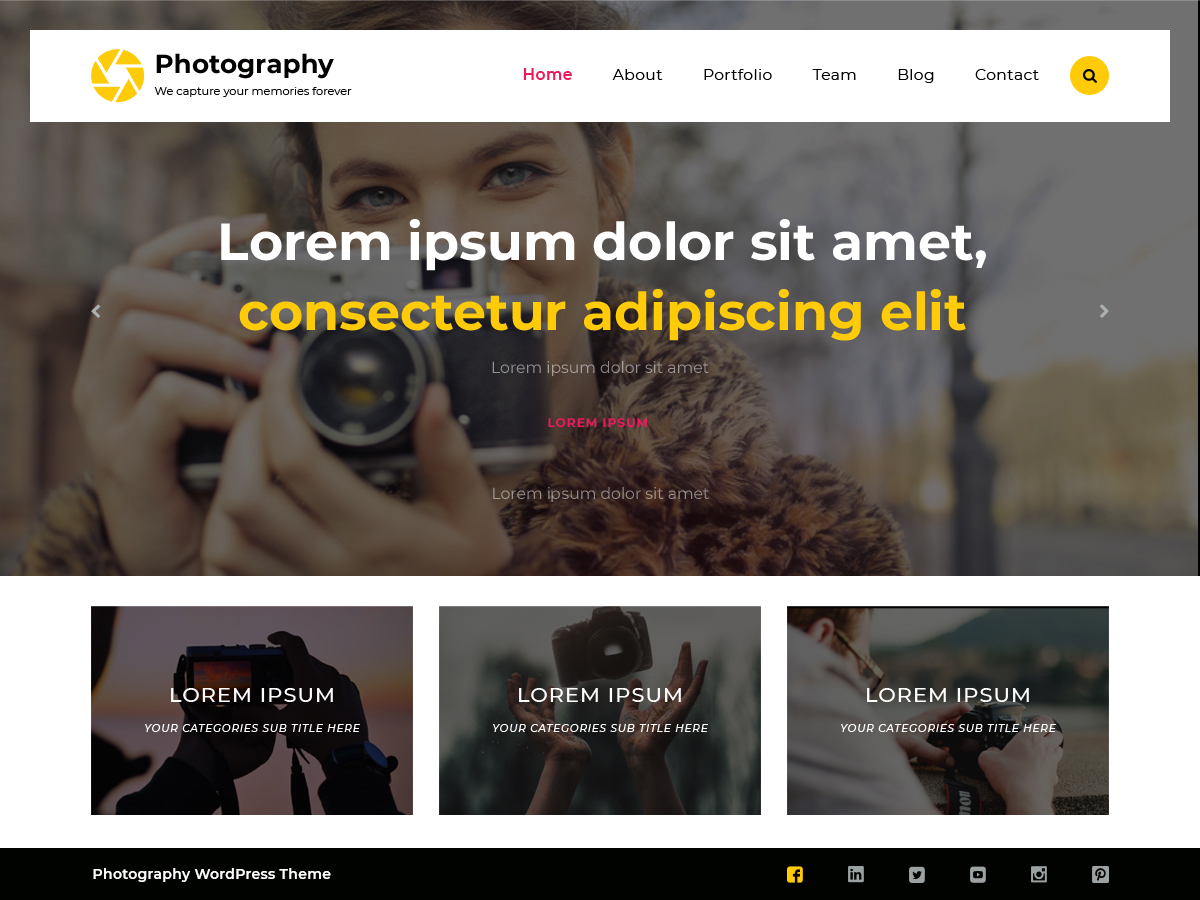 Photography
We capture your memories forever
Home About Portfolio Team Blog Contact
Lorem ipsum dolor sit amet,
consectetur adipiscing elit
Lorem ipsum dolor sit amet
LOREM IPSUM
Lorem ipsum dolor sit amet
LOREM IPSUM
YOUR CATEGORIES SUB TITLE HERE
LOREM IPSUM
YOUR CATEGORIES SUB TITLE HERE
LOREM IPSUM
YOUR CATEGORIES SUB TITLE HERE
Photography WordPress Theme